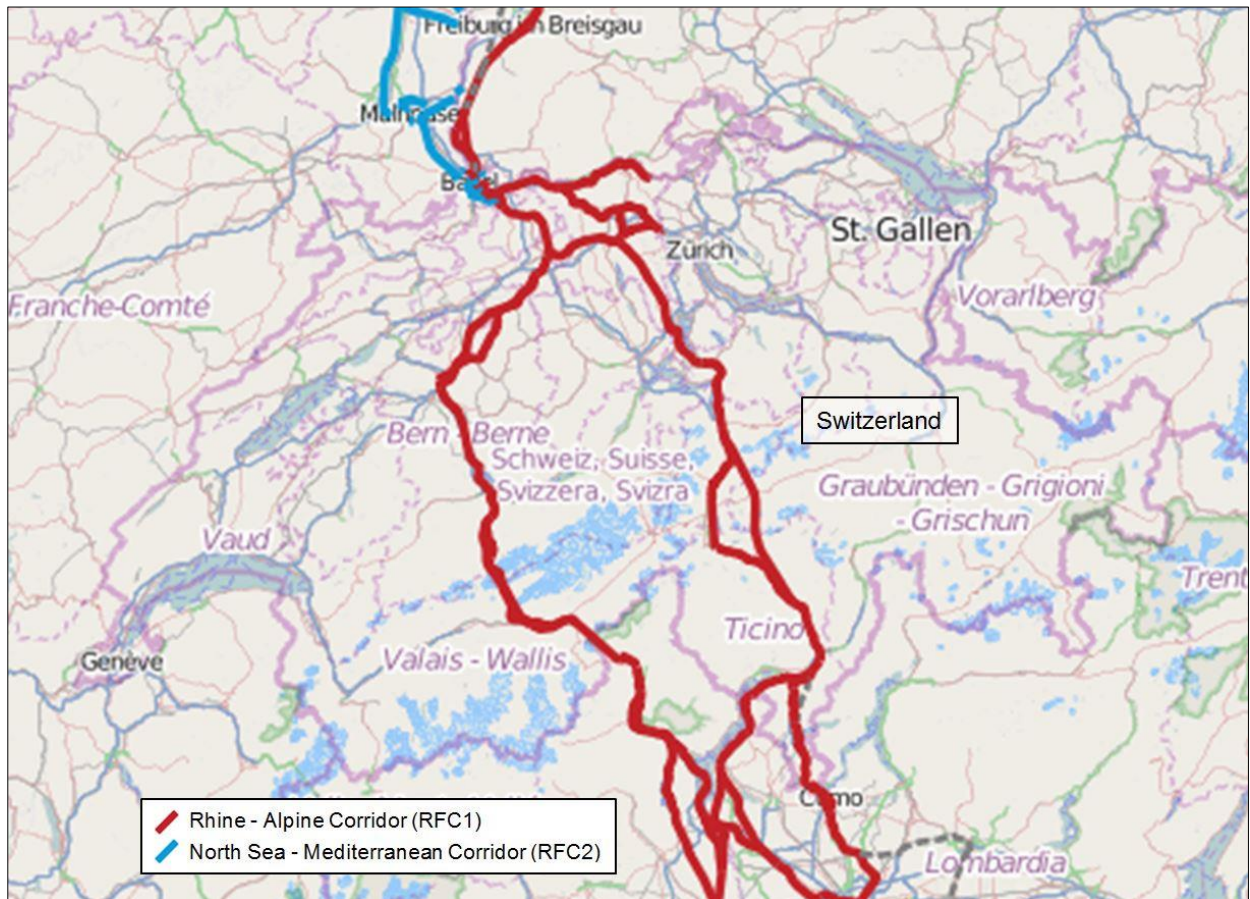 Freiburg im Breisgau
Mulhouse
Basel
Zürich
St. Gallen
Franche-Comté
Vorarlberg
Switzerland
Bern - Berne
Schweiz, Suisse,
Svizzera, Svizra
Graubünden - Grigioni
- Grischun
Vaud
Trent
Ticino
Genève
Valais - Wallis
Como
Rhine - Alpine Corridor (RFC1)
North Sea - Mediterranean Corridor (RFC2)
Lombardia